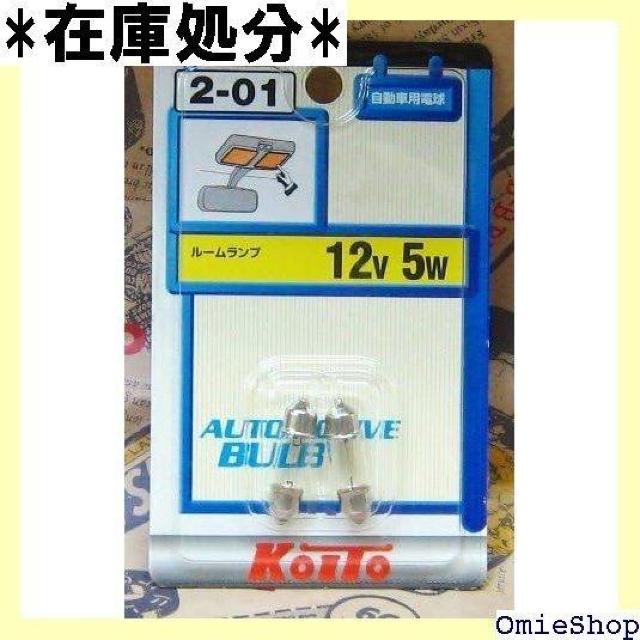 *在庫処分*
2-01
自動車用電球
ルームランプ
12V 5W
AUTOMOTIVE
BULB
KOITO
OmieShop